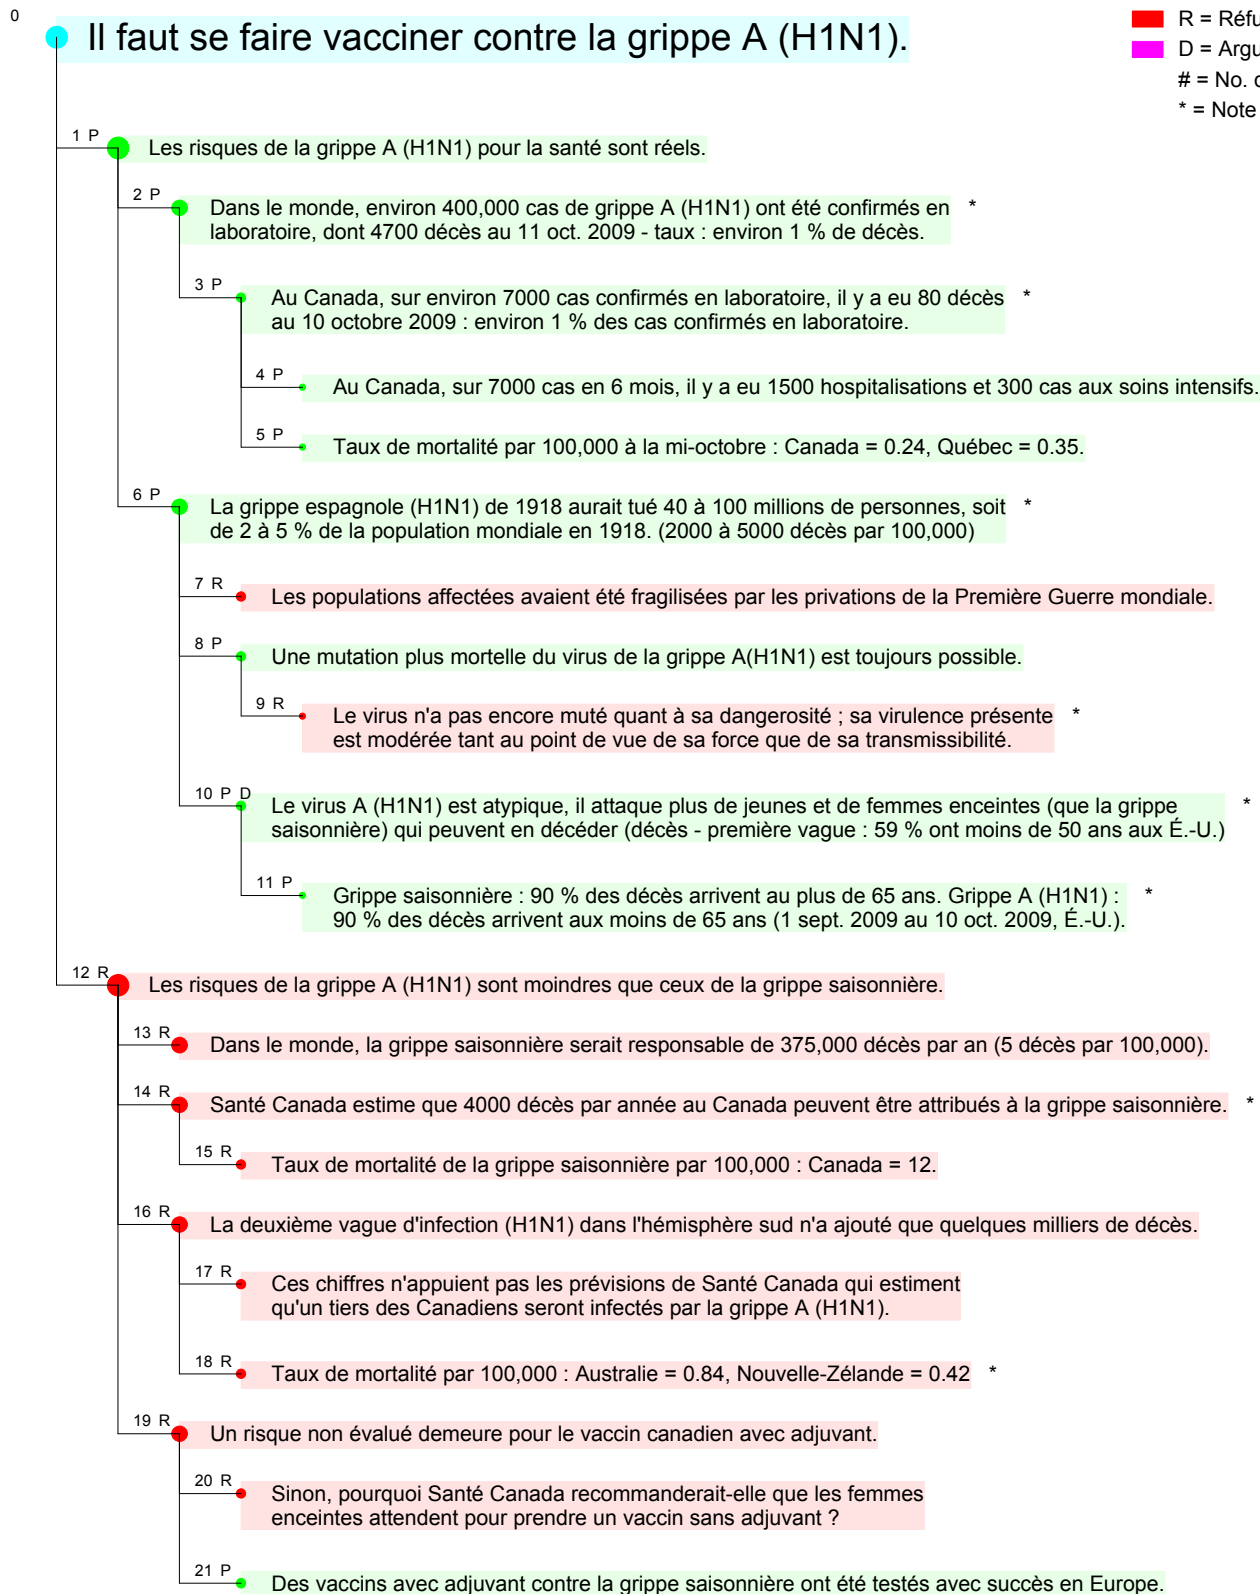 0
Il faut se faire vacciner contre la grippe A (H1N1).
R = Réfu
D = Argu
# = No. 
* = Note
1 P
Les risques de la grippe A (H1N1) pour la santé sont réels.
2 P
Dans le monde, environ 400,000 cas de grippe A (H1N1) ont été confirmés en *
laboratoire, dont 4700 décès au 11 oct. 2009 - taux : environ 1 % de décès.
3 P
Au Canada, sur environ 7000 cas confirmés en laboratoire, il y a eu 80 décès *
au 10 octobre 2009 : environ 1 % des cas confirmés en laboratoire.
4 P
Au Canada, sur 7000 cas en 6 mois, il y a eu 1500 hospitalisations et 300 cas aux soins intensifs.
5 P
Taux de mortalité par 100,000 à la mi-octobre : Canada = 0.24, Québec = 0.35.
6 P
La grippe espagnole (H1N1) de 1918 aurait tué 40 à 100 millions de personnes, soit *
de 2 à 5 % de la population mondiale en 1918. (2000 à 5000 décès par 100,000)
7 R
Les populations affectées avaient été fragilisées par les privations de la Première Guerre mondiale.
8 P
Une mutation plus mortelle du virus de la grippe A(H1N1) est toujours possible.
9 R
Le virus n'a pas encore muté quant à sa dangerosité ; sa virulence présente *
est modérée tant au point de vue de sa force que de sa transmissibilité.
10 P D
Le virus A (H1N1) est atypique, il attaque plus de jeunes et de femmes enceintes (que la grippe *
saisonnière) qui peuvent en décéder (décès - première vague : 59 % ont moins de 50 ans aux É.-U.)
11 P
Grippe saisonnière : 90 % des décès arrivent au plus de 65 ans. Grippe A (H1N1) : *
90 % des décès arrivent aux moins de 65 ans (1 sept. 2009 au 10 oct. 2009, É.-U.).
12 R
Les risques de la grippe A (H1N1) sont moindres que ceux de la grippe saisonnière.
13 R
Dans le monde, la grippe saisonnière serait responsable de 375,000 décès par an (5 décès par 100,000).
14 R
Santé Canada estime que 4000 décès par année au Canada peuvent être attribués à la grippe saisonnière. *
15 R
Taux de mortalité de la grippe saisonnière par 100,000 : Canada = 12.
16 R
La deuxième vague d'infection (H1N1) dans l'hémisphère sud n'a ajouté que quelques milliers de décès.
17 R
Ces chiffres n'appuient pas les prévisions de Santé Canada qui estiment
qu'un tiers des Canadiens seront infectés par la grippe A (H1N1).
18 R
Taux de mortalité par 100,000 : Australie = 0.84, Nouvelle-Zélande = 0.42 *
19 R
Un risque non évalué demeure pour le vaccin canadien avec adjuvant.
20 R
Sinon, pourquoi Santé Canada recommanderait-elle que les femmes
enceintes attendent pour prendre un vaccin sans adjuvant ?
21 P
Des vaccins avec adjuvant contre la grippe saisonnière ont été testés avec succès en Europe.